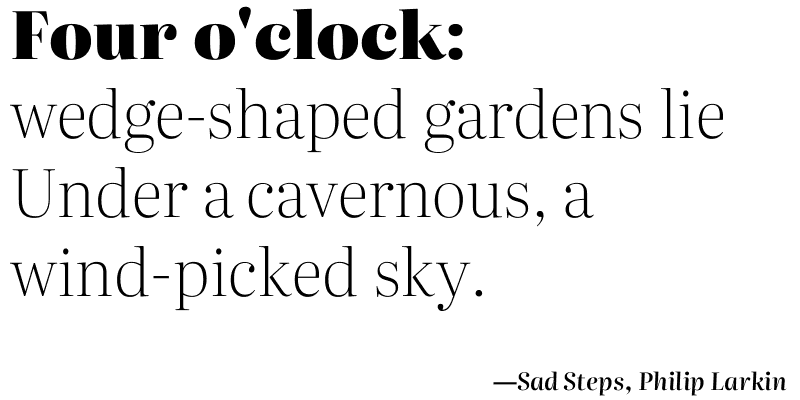 Four o'clock:
wedge-shaped gardens lie
Under a cavernous, a
wind-picked sky.
—Sad Steps, Philip Larkin